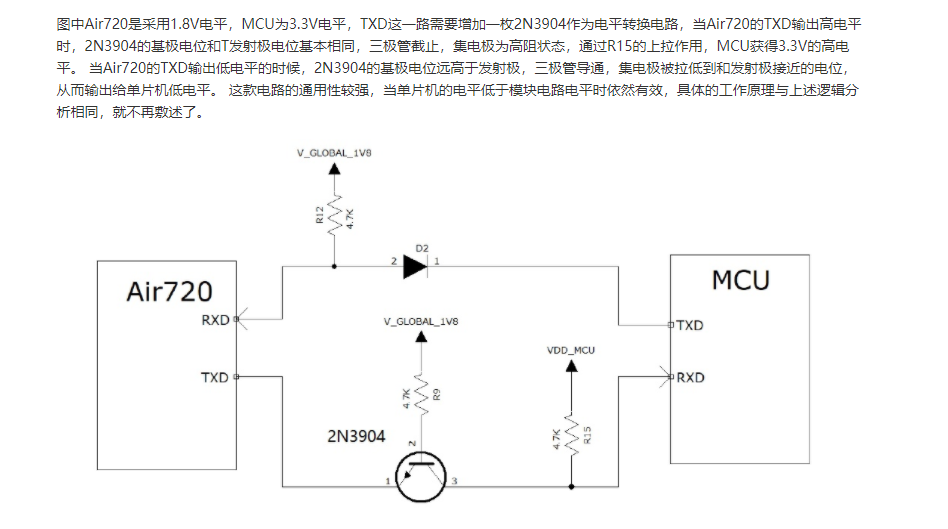 图中Air720是采用1.8V电平，MCU为3.3V电平，TXD这一路需要增加一枚2N3904作为电平转换电路，当Air720的TXD输出高电平
时，2N3904的基极电位和T发射极电位基本相同，三极管截止，集电极为高阻状态，通过R15的上拉作用，MCU获得3.3V的高电
平。 当Air720的TXD输出低电平的时候，2N3904的基极电位远高于发射极，三极管导通，集电极被拉低到和发射极接近的电位，
从而输出给单片机低电平。 这款电路的通用性较强，当单片机的电平低于模块电路电平时依然有效，具体的工作原理与上述逻辑分
析相同，就不再敷述了。
V_GLOBAL_1V8
R12
4.7K
D2
2
1
Air720
MCU
RXD
TXD
V_GLOBAL_1V8
VDD_MCU
TXD
RXD
4.7K
R9
2N3904
2
4.7K
R15
1
3